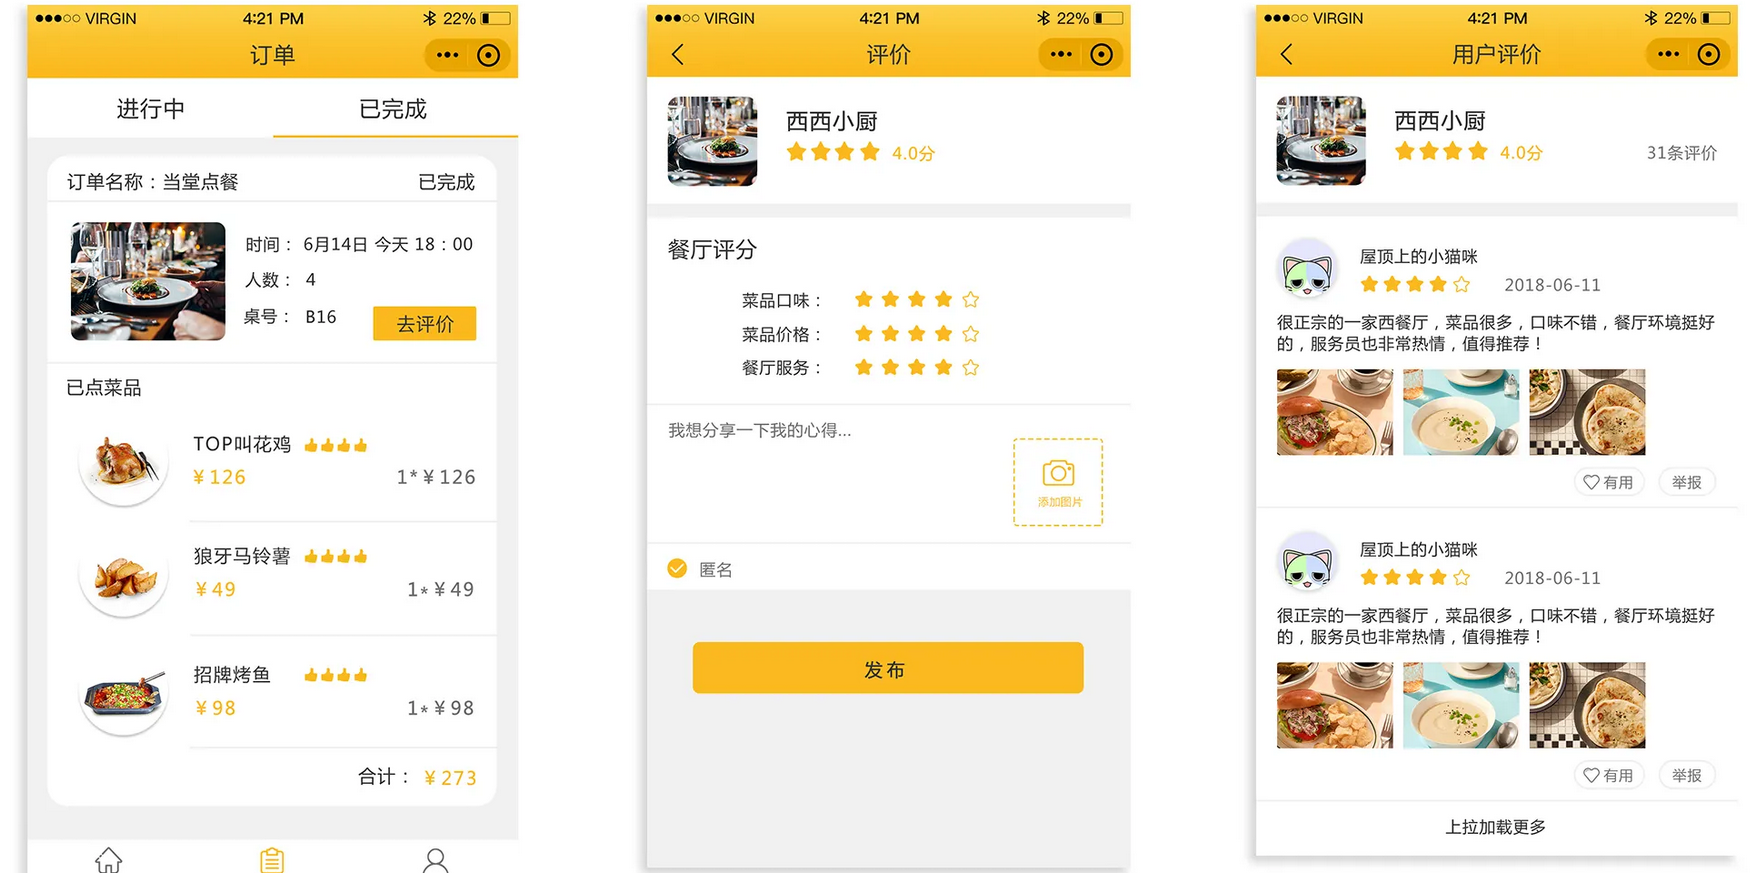 VIRGIN 4:21 PM 22%
订单
进行中 已完成
订单名称：当堂点餐 已完成
时间： 6月14日 今天 18：00
人数： 4
桌号： B16 去评价
已点菜品
TOP叫花鸡
¥126 1*¥126
狼牙马铃薯
¥49 1*¥49
招牌烤鱼
¥98 1*¥98
合计： ¥273
VIRGIN 4:21 PM 22%
评价
西西小厨
4.0分
餐厅评分
菜品口味：
菜品价格：
餐厅服务：
我想分享一下我的心得...
添加图片
匿名
发布
VIRGIN 4:21 PM 22%
用户评价
西西小厨
4.0分 31条评价
屋顶上的小猫咪
2018-06-11
很正宗的一家西餐厅，菜品很多，口味不错，餐厅环境挺好
的，服务员也非常热情，值得推荐！
有用 举报
屋顶上的小猫咪
2018-06-11
很正宗的一家西餐厅，菜品很多，口味不错，餐厅环境挺好
的，服务员也非常热情，值得推荐！
有用 举报
上拉加载更多